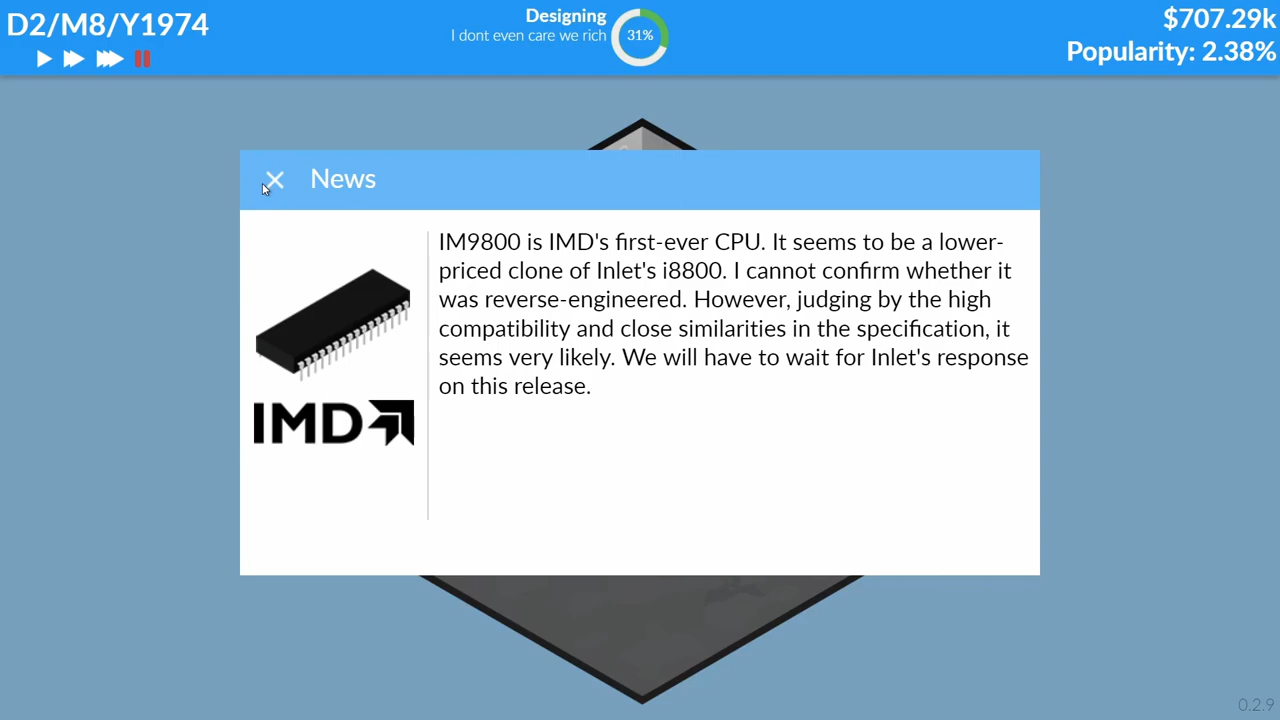 D2/M8/Y1974
Designing
I dont even care we rich
31%
$707.29k
Popularity: 2.38%
News
IM9800 is IMD's first-ever CPU. It seems to be a lower-
priced clone of Inlet's i8800. I cannot confirm whether it
was reverse-engineered. However, judging by the high
compatibility and close similarities in the specification, it
seems very likely. We will have to wait for Inlet's response
on this release.
IMD
0.2.9